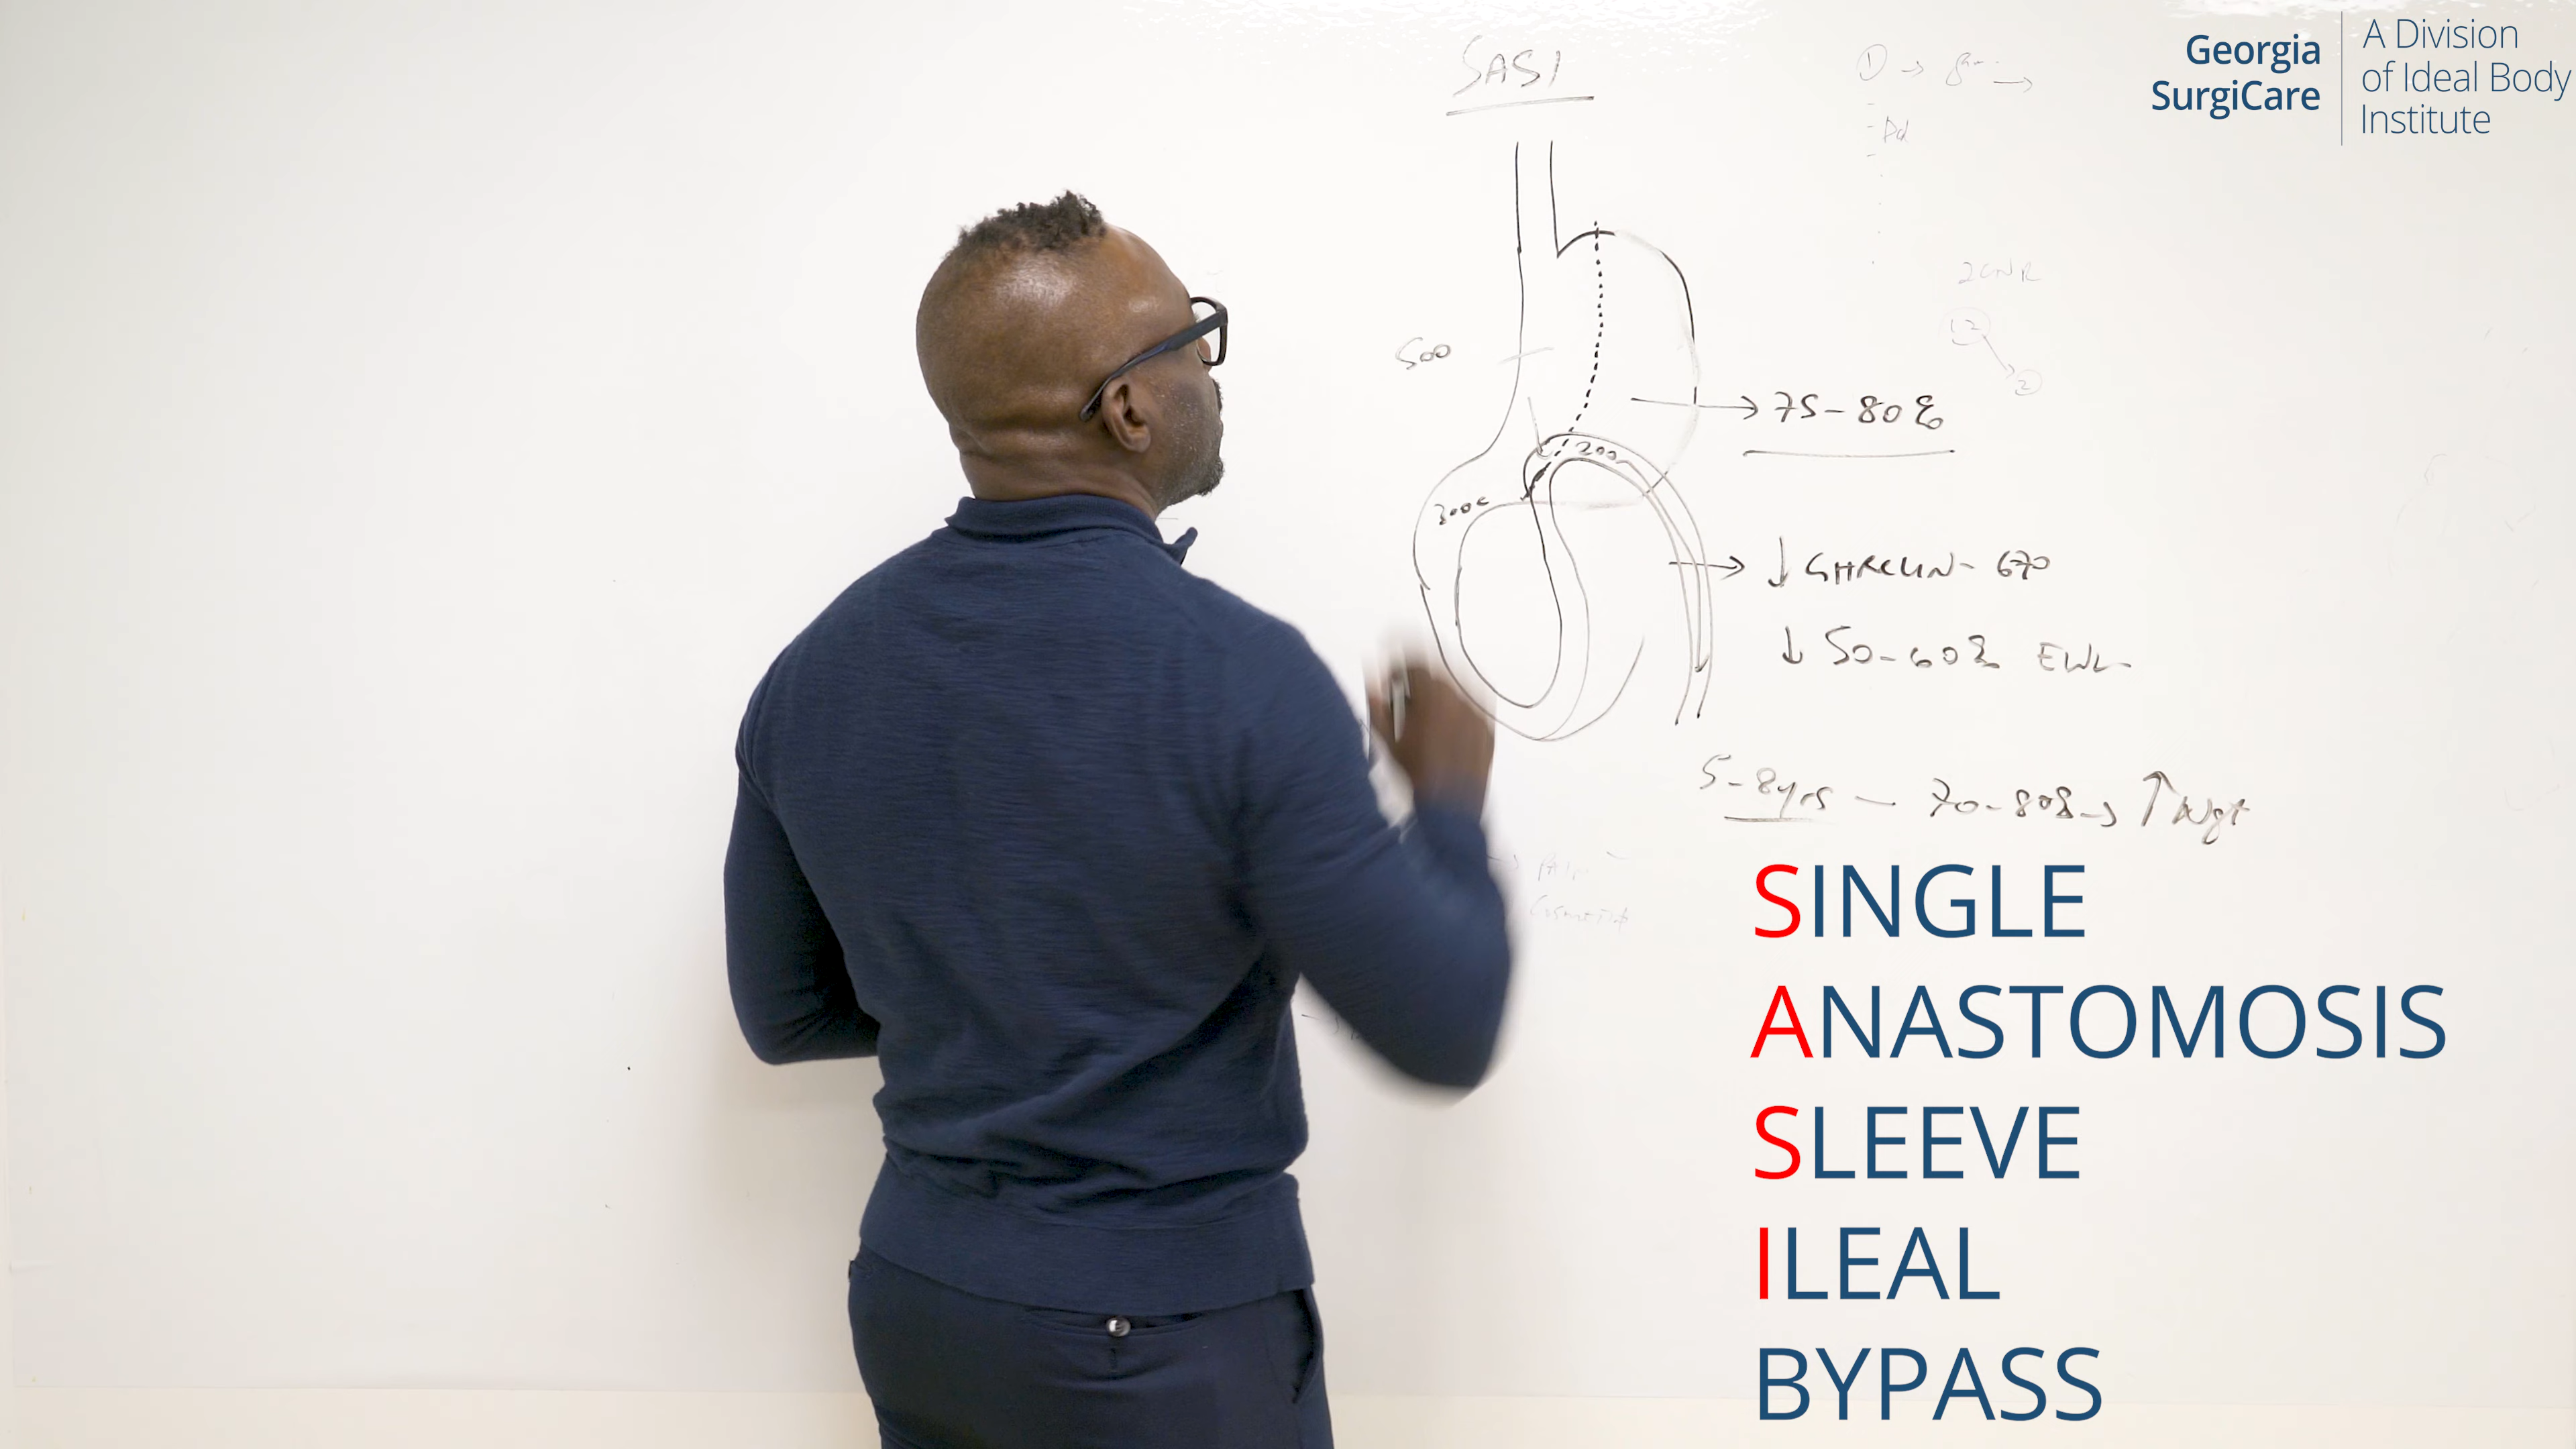 Georgia
SurgiCare
A Division
of Ideal Body
Institute
SASI
500
75-80%
200
300c
↓ GHRELIN- 670
↓ 50-60% EWL
5-8yrs - 70-80% → ↑ Wgt
SINGLE
ANASTOMOSIS
SLEEVE
ILEAL
BYPASS